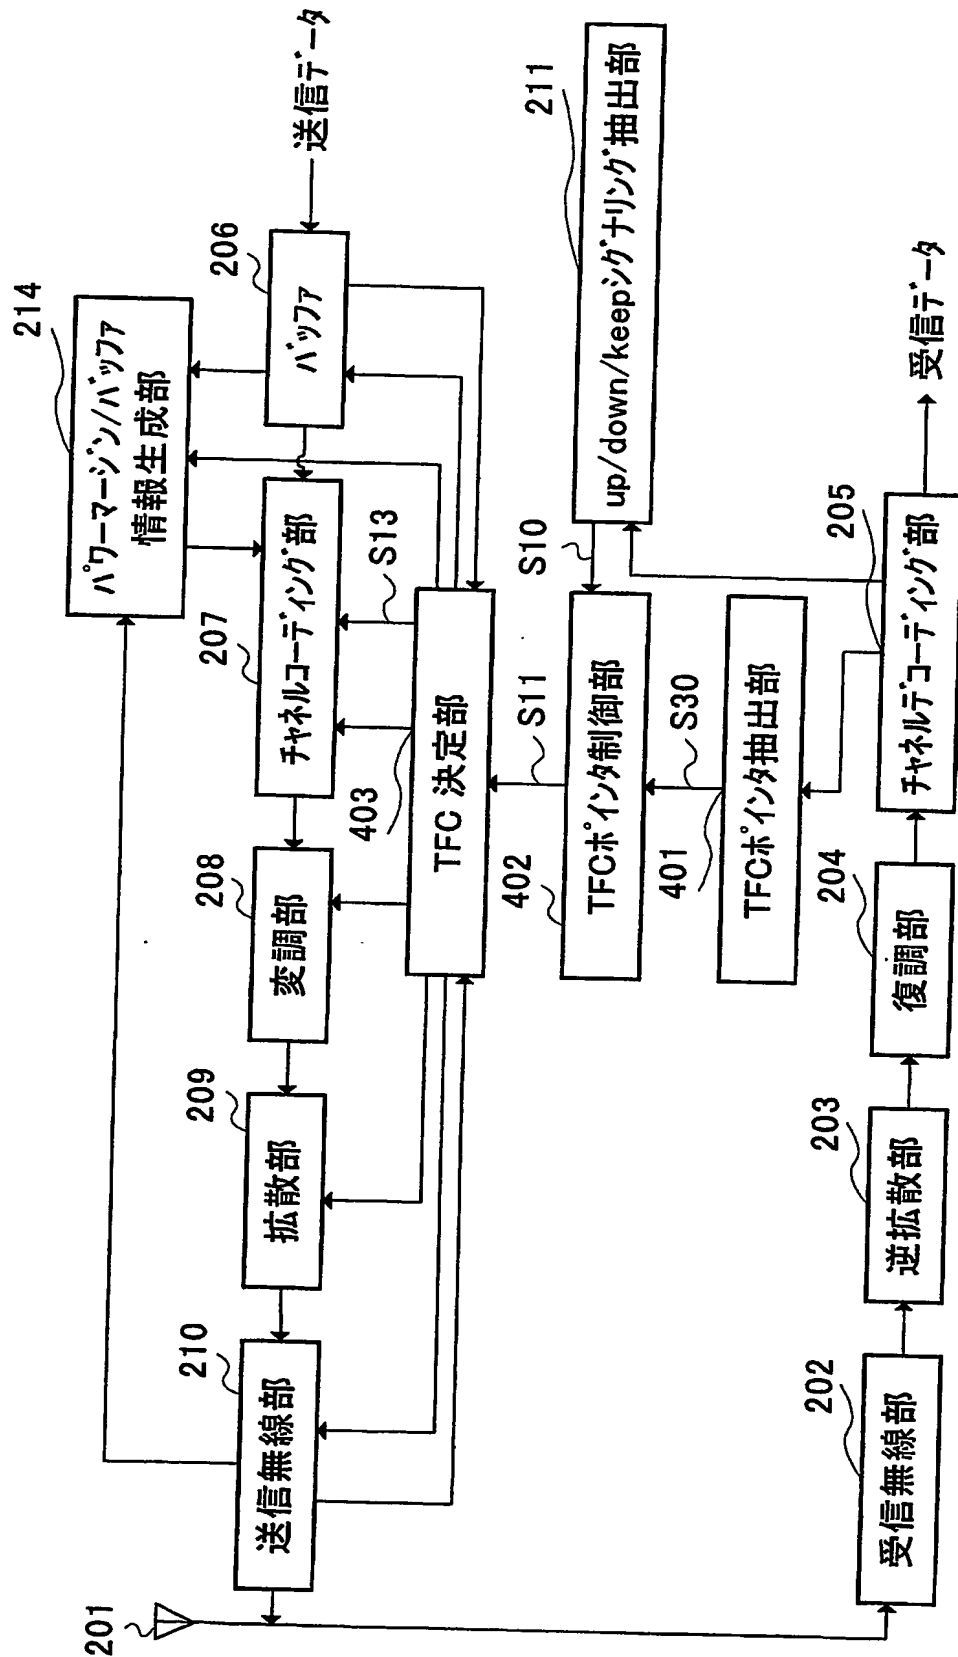 201
210
送信無線部
209
拡散部
208
変調部
207
チャネルコーディング部
206
バッファ
送信データ
214
パワーマージン/バッファ
情報生成部
S13
403
TFC 決定部
S11
402
TFCポインタ制御部
S10
211
up/down/keepシグナリング抽出部
S30
401
TFCポインタ抽出部
202
受信無線部
203
逆拡散部
204
復調部
205
チャネルデコーディング部
受信データ